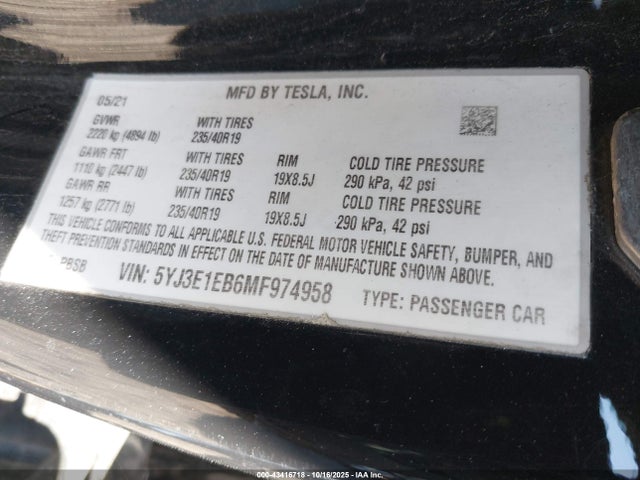 MFD BY TESLA, INC.
05/21
GVWR WITH TIRES
2220 kg (4894 lb) 235/40R19
GAWR FRT WITH TIRES RIM COLD TIRE PRESSURE
1110 kg (2447 lb) 235/40R19 19X8.5J 290 kPa, 42 psi
GAWR RR WITH TIRES RIM COLD TIRE PRESSURE
1257 kg (2771 lb) 235/40R19 19X8.5J 290 kPa, 42 psi
THIS VEHICLE CONFORMS TO ALL APPLICABLE U.S. FEDERAL MOTOR VEHICLE SAFETY, BUMPER, AND
THEFT PREVENTION STANDARDS IN EFFECT ON THE DATE OF MANUFACTURE SHOWN ABOVE.
PBSB VIN: 5YJ3E1EB6MF974958 TYPE: PASSENGER CAR
Owner: 00-43416718 - 10/16/2025 - IAA Inc.